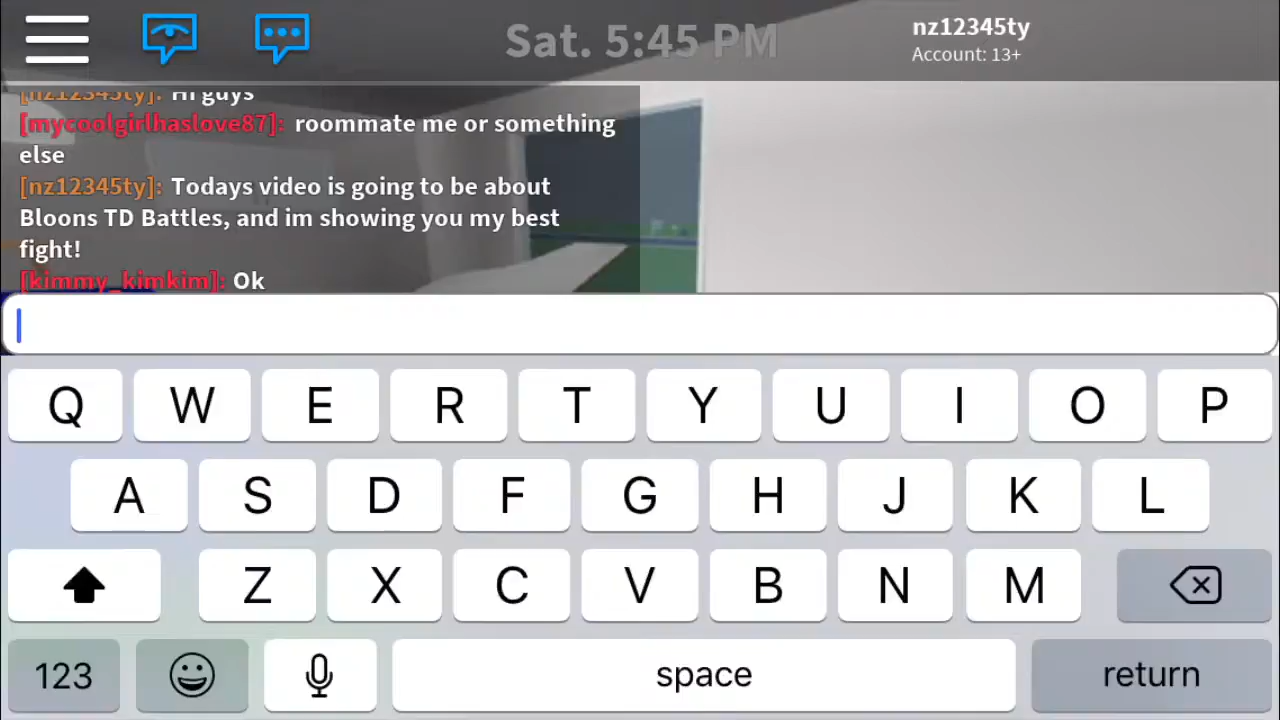 Sat. 5:45 PM
nz12345ty
Account: 13+
[nz12345ty]: Hi guys
[mycoolgirlhaslove87]: roommate me or something
else
[nz12345ty]: Todays video is going to be about
Bloons TD Battles, and im showing you my best
fight!
[kimmy_kimkim]: Ok
Q W E R T Y U I O P
A S D F G H J K L
Z X C V B N M
123 space return